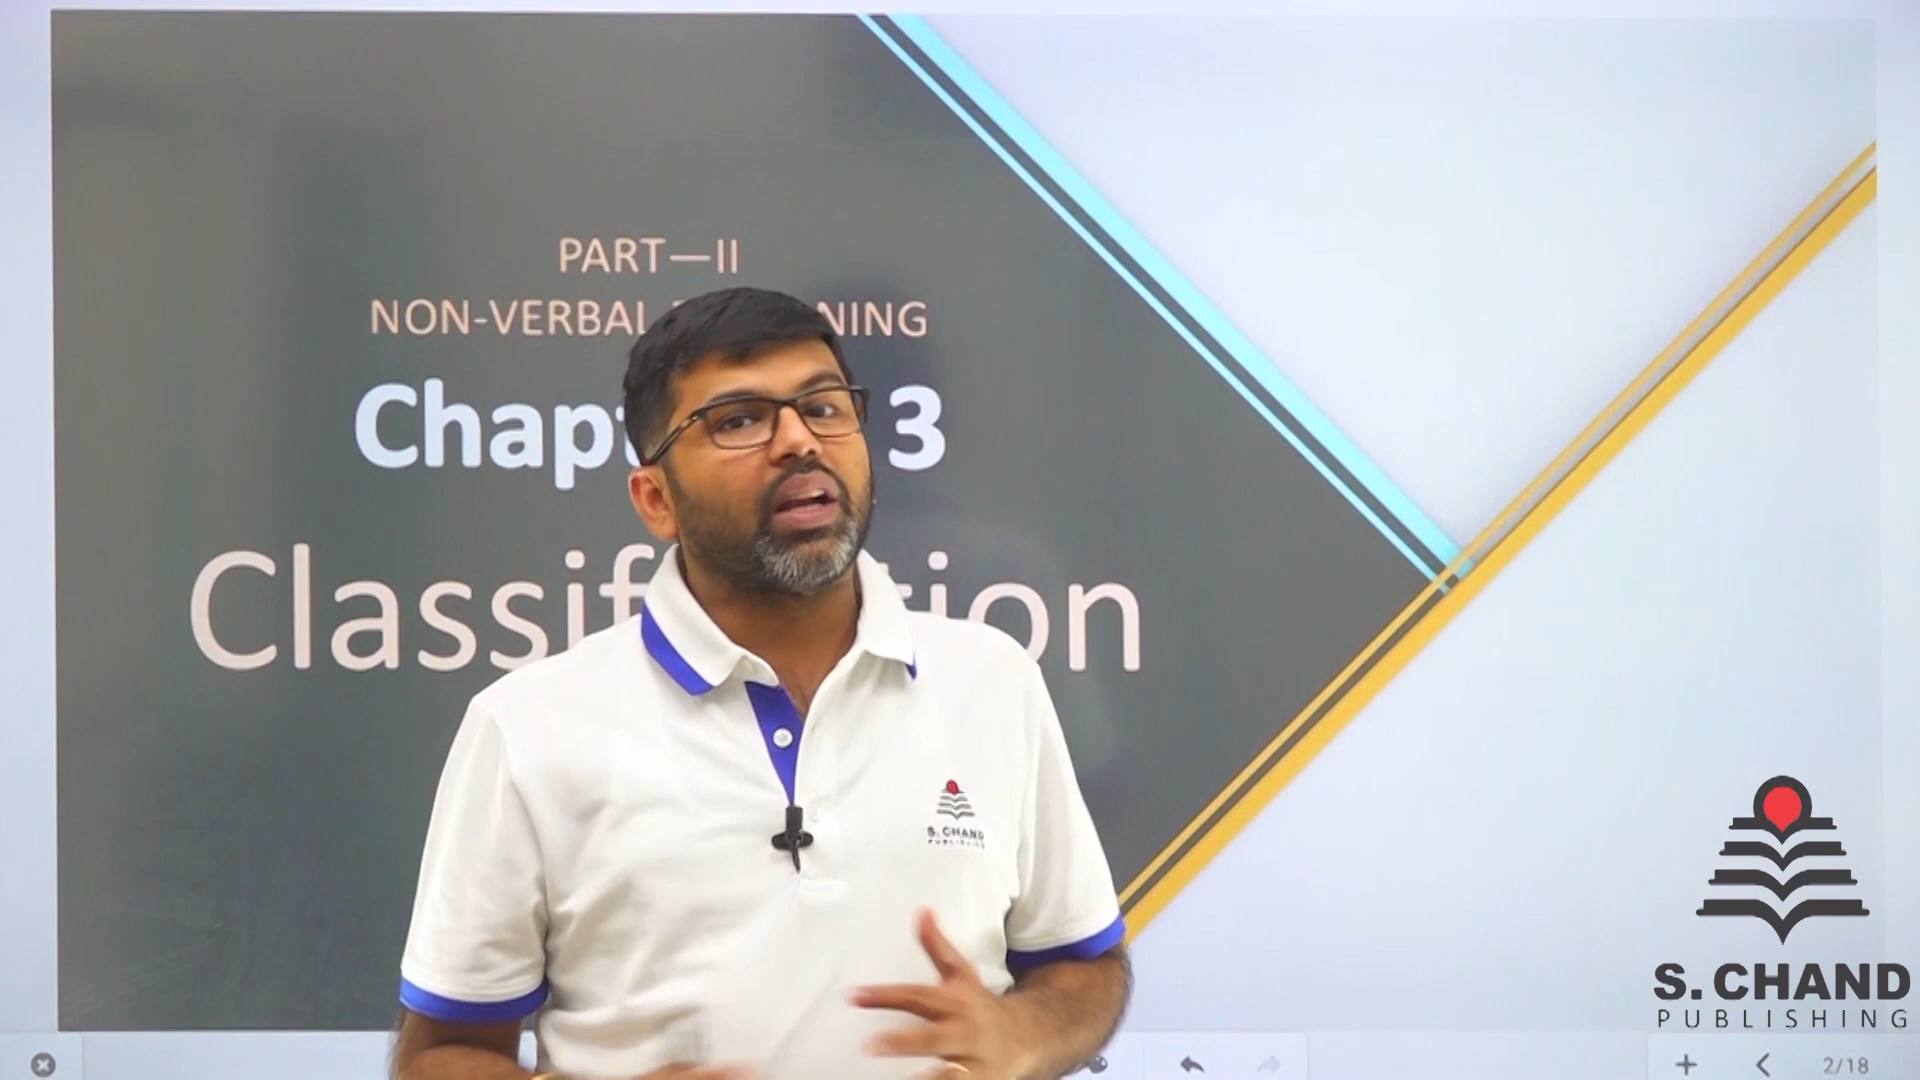 PART—II
NON-VERBAL NING
Chap 3
Classif tion
S. CHAND
PUBLISHING
S. CHAND
PUBLISHING
2/18